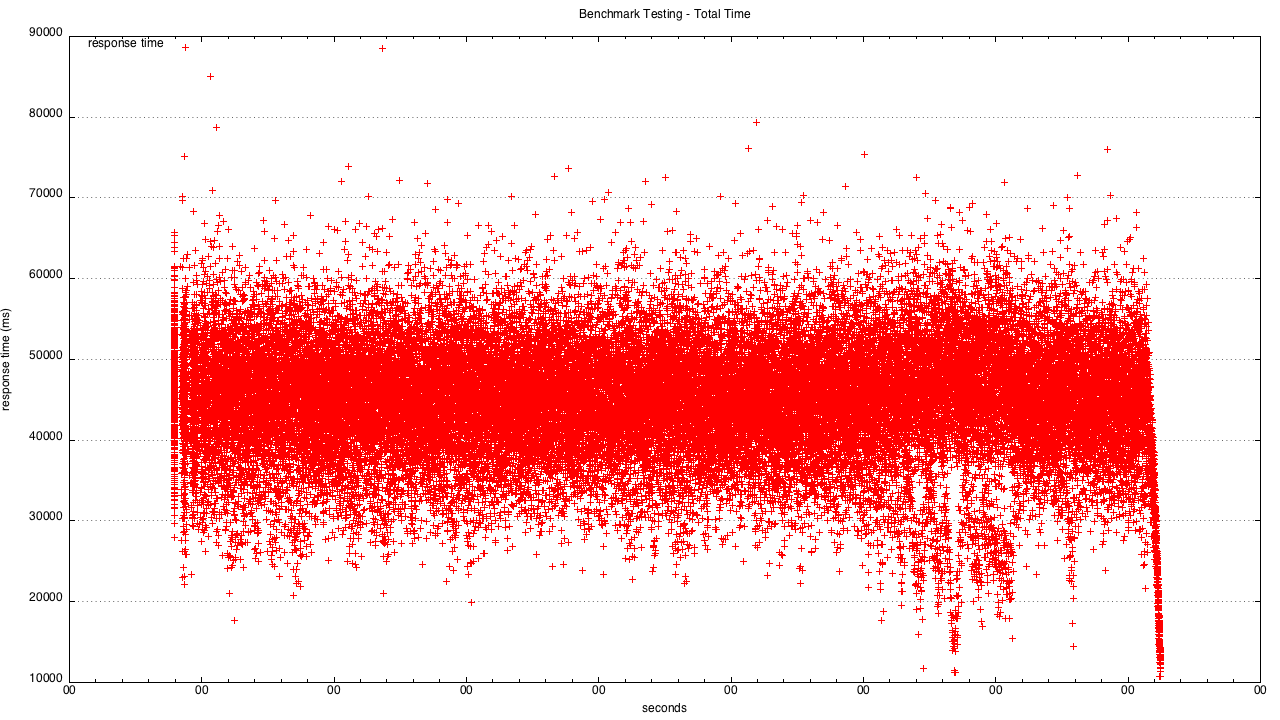 Benchmark Testing - Total Time
response time
90000
80000
70000
60000
50000
40000
30000
20000
10000
response time (ms)
00 00 00 00 00 00 00 00 00 00
seconds